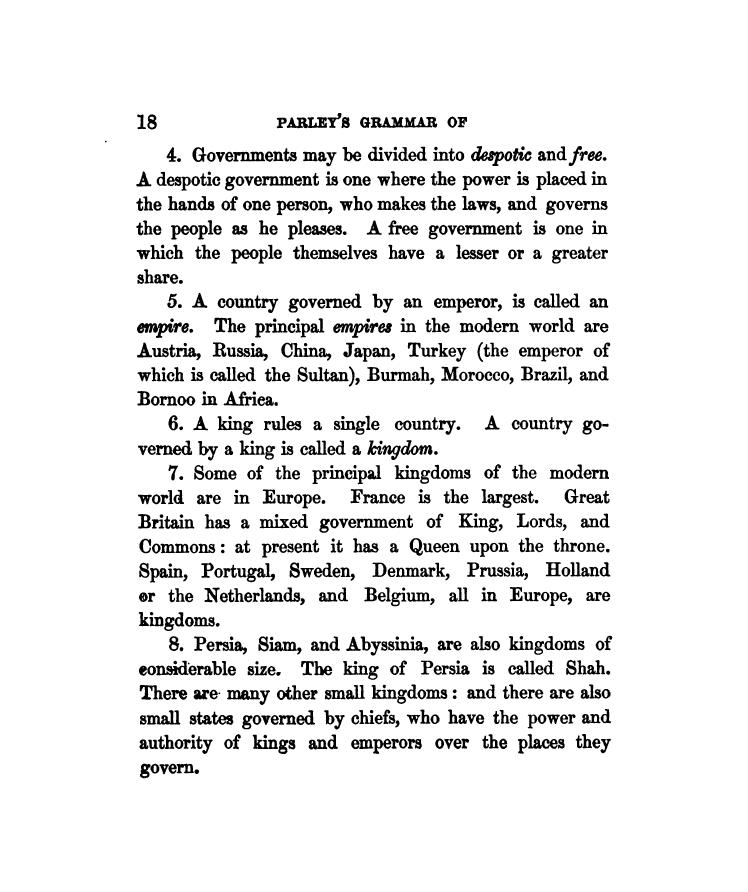 18 PARLEY'S GRAMMAR OF
4. Governments may be divided into despotic and free.
A despotic government is one where the power is placed in
the hands of one person, who makes the laws, and governs
the people as he pleases. A free government is one in
which the people themselves have a lesser or a greater
share.
5. A country governed by an emperor, is called an
empire. The principal empires in the modern world are
Austria, Russia, China, Japan, Turkey (the emperor of
which is called the Sultan), Burmah, Morocco, Brazil, and
Bornoo in Africa.
6. A king rules a single country. A country go-
verned by a king is called a kingdom.
7. Some of the principal kingdoms of the modern
world are in Europe. France is the largest. Great
Britain has a mixed government of King, Lords, and
Commons: at present it has a Queen upon the throne.
Spain, Portugal, Sweden, Denmark, Prussia, Holland
or the Netherlands, and Belgium, all in Europe, are
kingdoms.
8. Persia, Siam, and Abyssinia, are also kingdoms of
considerable size. The king of Persia is called Shah.
There are many other small kingdoms: and there are also
small states governed by chiefs, who have the power and
authority of kings and emperors over the places they
govern.